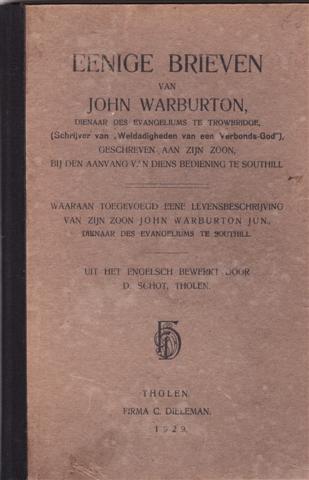 EENIGE BRIEVEN
VAN
JOHN WARBURTON,
DIENAAR DES EVANGELIUMS TE TROWBRIDGE,
(Schrijver van „Weldadigheden van een Verbonds-God"),
GESCHREVEN AAN ZIJN ZOON,
BIJ DEN AANVANG VAN DIENS BEDIENING TE SOUTHILL
WAARAAN TOEGEVOEGD EENE LEVENSBESCHRIJVING
VAN ZIJN ZOON JOHN WARBURTON JUN.,
DIENAAR DES EVANGELIUMS TE SOUTHILL.
UIT HET ENGELSCH BEWERKT DOOR
D. SCHOT, THOLEN.
THOLEN.
FIRMA C. DIELEMAN.
1929.